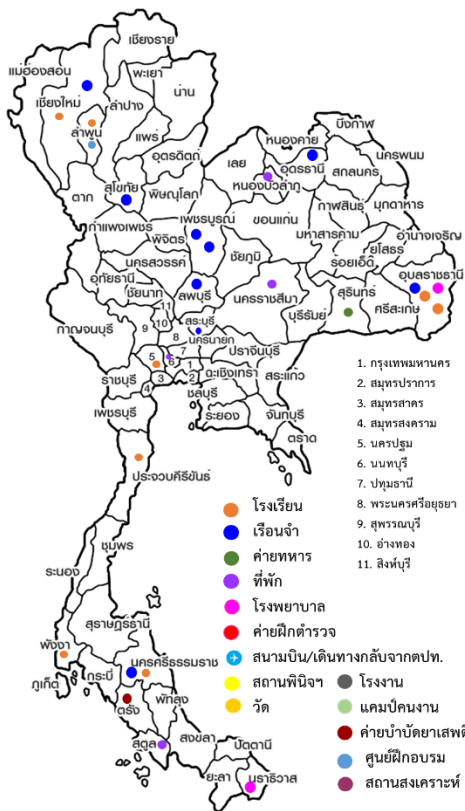 เชียงราย
แม่ฮ่องสอน
พะเยา
น่าน
เชียงใหม่
ลำปาง
ลำพูน
แพร่
อุตรดิตถ์
ตาก
สุโขทัย
พิษณุโลก
เลย
หนองคาย
บึงกาฬ
อุดรธานี
นครพนม
สกลนคร
หนองบัวลำภู
กำแพงเพชร
เพชรบูรณ์
พิจิตร
ขอนแก่น
กาฬสินธุ์
มุกดาหาร
มหาสารคาม
อำนาจเจริญ
ยโสธร
ร้อยเอ็ด
นครสวรรค์
ชัยภูมิ
อุทัยธานี
ชัยนาท
ลพบุรี
นครราชสีมา
บุรีรัมย์
สุรินทร์
ศรีสะเกษ
อุบลราชธานี
กาญจนบุรี
สระบุรี
นครนายก
ปราจีนบุรี
11
10
9
8
7
6
5
1
2
3
4
ฉะเชิงเทรา
สระแก้ว
ราชบุรี
ชลบุรี
เพชรบุรี
ระยอง
จันทบุรี
ตราด
ประจวบคีรีขันธ์
ชุมพร
ระนอง
สุราษฎร์ธานี
พังงา
ภูเก็ต
กระบี่
นครศรีธรรมราช
ตรัง
พัทลุง
สตูล
สงขลา
ปัตตานี
ยะลา
นราธิวาส
1. กรุงเทพมหานคร
2. สมุทรปราการ
3. สมุทรสาคร
4. สมุทรสงคราม
5. นครปฐม
6. นนทบุรี
7. ปทุมธานี
8. พระนครศรีอยุธยา
9. สุพรรณบุรี
10. อ่างทอง
11. สิงห์บุรี
โรงเรียน
เรือนจำ
ค่ายทหาร
ที่พัก
โรงพยาบาล
ค่ายฝึกตำรวจ
สนามบิน/เดินทางกลับจากตปท.
สถานพินิจฯ
วัด
โรงงาน
แคมป์คนงาน
ค่ายบำบัดยาเสพติ
ศูนย์ฝึกอบรม
สถานสงเคราะห์